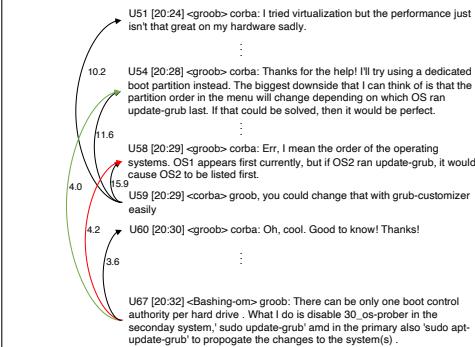 U51 [20:24] <groob> corba: I tried virtualization but the performance just
isn't that great on my hardware sadly.
10.2
U54 [20:28] <groob> corba: Thanks for the help! I'll try using a dedicated
boot partition instead. The biggest downside that I can think of is that the
partition order in the menu will change depending on which OS ran
update-grub last. If that could be solved, then it would be perfect.
11.6
U58 [20:29] <groob> corba: Err, I mean the order of the operating
systems. OS1 appears first currently, but if OS2 ran update-grub, it would
cause OS2 to be listed first.
4.0
15.9
U59 [20:29] <corba> groob, you could change that with grub-customizer
easily
4.2
U60 [20:30] <groob> corba: Oh, cool. Good to know! Thanks!
3.6
U67 [20:32] <Bashing-om> groob: There can be only one boot control
authority per hard drive . What I do is disable 30_os-prober in the
seconday system,' sudo update-grub' amd in the primary also 'sudo apt-
update-grub' to propogate the changes to the system(s) .